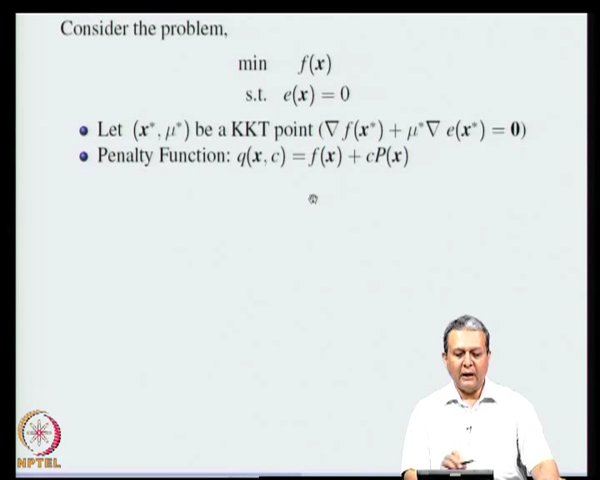 Consider the problem,
min f(x)
s.t. e(x) = 0
• Let (x*, μ*) be a KKT point (∇ f(x*) + μ*∇ e(x*) = 0)
• Penalty Function: q(x, c) = f(x) + cP(x)
NPTEL